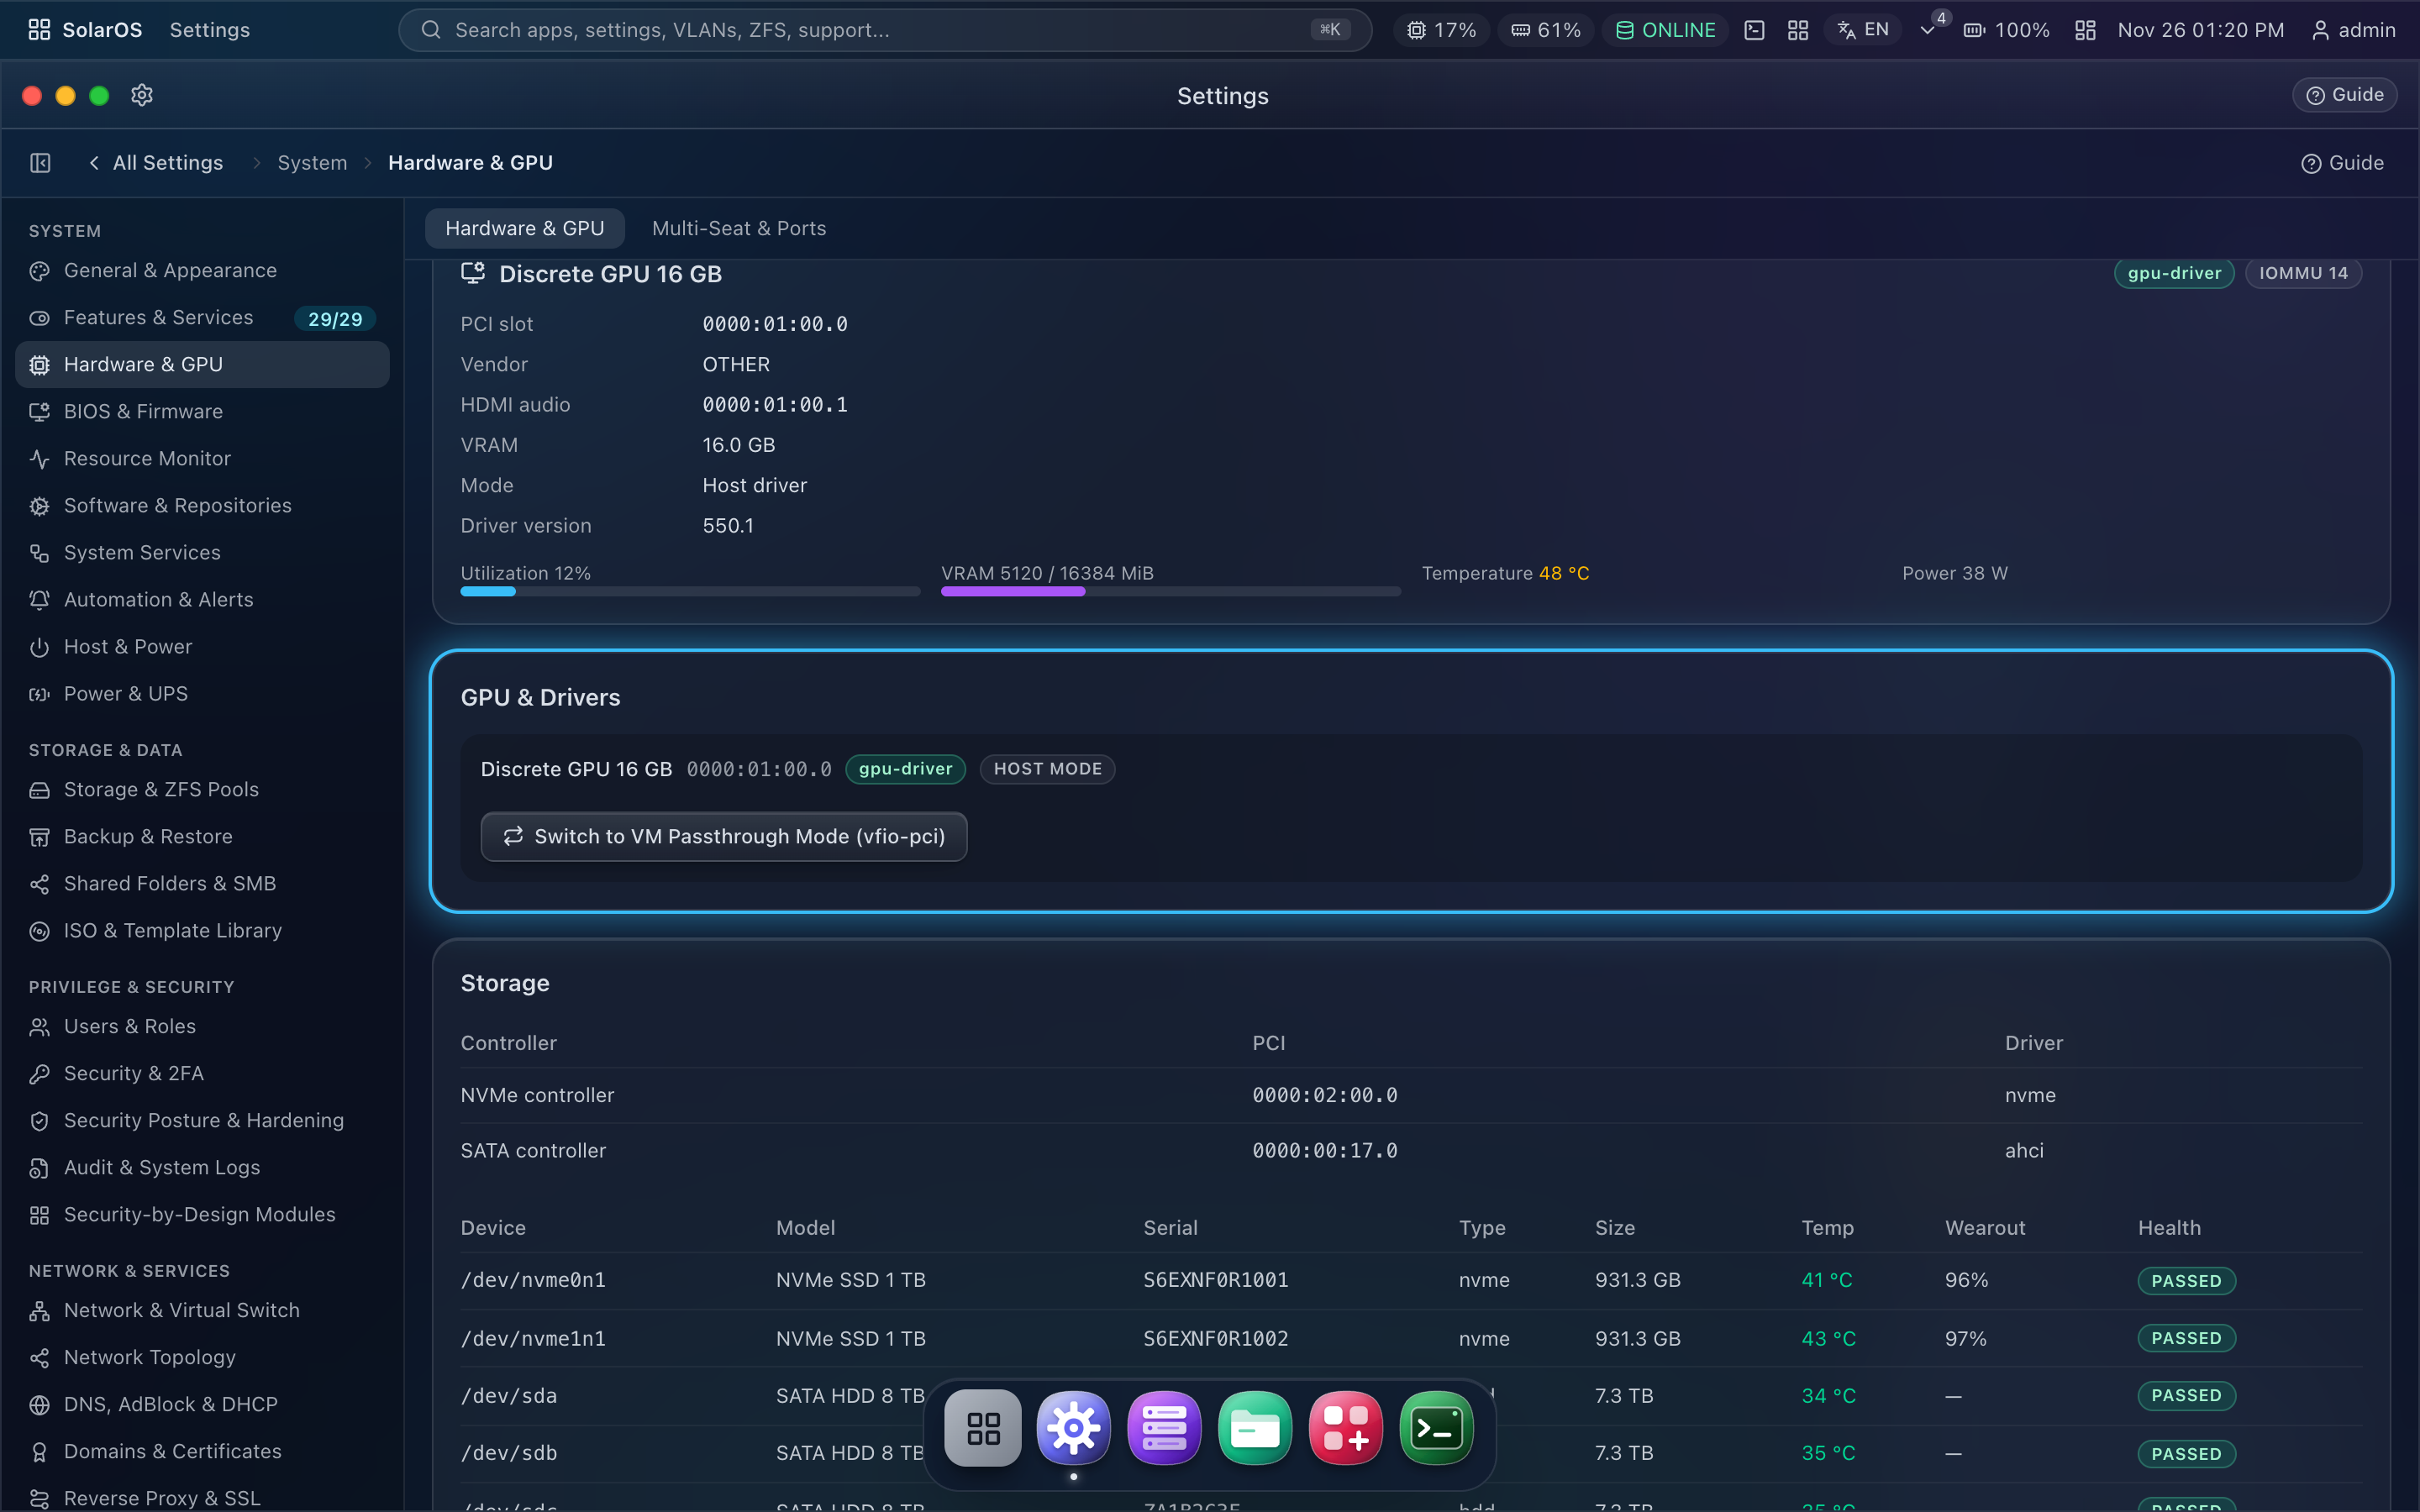 SolarOS Settings Search apps, settings, VLANs, ZFS, support... ⌘K 17% 61% ONLINE EN 4 100% Nov 26 01:20 PM admin
Settings Guide
All Settings System Hardware & GPU Guide
SYSTEM
General & Appearance
Features & Services 29/29
Hardware & GPU
BIOS & Firmware
Resource Monitor
Software & Repositories
System Services
Automation & Alerts
Host & Power
Power & UPS
STORAGE & DATA
Storage & ZFS Pools
Backup & Restore
Shared Folders & SMB
ISO & Template Library
PRIVILEGE & SECURITY
Users & Roles
Security & 2FA
Security Posture & Hardening
Audit & System Logs
Security-by-Design Modules
NETWORK & SERVICES
Network & Virtual Switch
Network Topology
DNS, AdBlock & DHCP
Domains & Certificates
Reverse Proxy & SSL
Hardware & GPU Multi-Seat & Ports
Discrete GPU 16 GB gpu-driver IOMMU 14
PCI slot 0000:01:00.0
Vendor OTHER
HDMI audio 0000:01:00.1
VRAM 16.0 GB
Mode Host driver
Driver version 550.1
Utilization 12% VRAM 5120 / 16384 MiB Temperature 48 °C Power 38 W
GPU & Drivers
Discrete GPU 16 GB 0000:01:00.0 gpu-driver HOST MODE
Switch to VM Passthrough Mode (vfio-pci)
Storage
Controller PCI Driver
NVMe controller 0000:02:00.0 nvme
SATA controller 0000:00:17.0 ahci
Device Model Serial Type Size Temp Wearout Health
/dev/nvme0n1 NVMe SSD 1 TB S6EXNF0R1001 nvme 931.3 GB 41 °C 96% PASSED
/dev/nvme1n1 NVMe SSD 1 TB S6EXNF0R1002 nvme 931.3 GB 43 °C 97% PASSED
/dev/sda SATA HDD 8 TB 7.3 TB 34 °C — PASSED
/dev/sdb SATA HDD 8 TB 7.3 TB 35 °C — PASSED